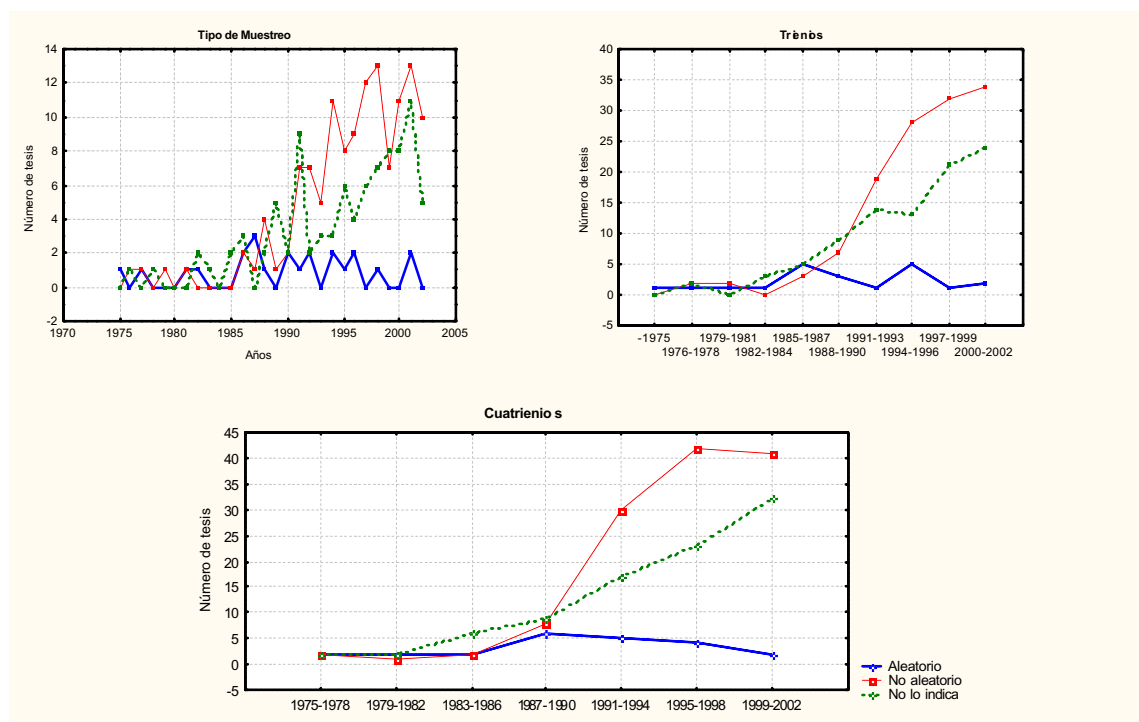 Tipo de Muestreo
14
12
10
8
6
4
2
0
-2
Número de tesis
1970 1975 1980 1985 1990 1995 2000 2005
Años
Trienios
40
35
30
25
20
15
10
5
0
-5
Número de tesis
-1975 1979-1981 1985-1987 1991-1993 1997-1999
1976-1978 1982-1984 1988-1990 1994-1996 2000-2002
Cuatrienio s
45
40
35
30
25
20
15
10
5
0
-5
Número de tesis
1975-1978 1979-1982 1983-1986 1987-1990 1991-1994 1995-1998 1999-2002
Aleatorio
No aleatorio
No lo indica